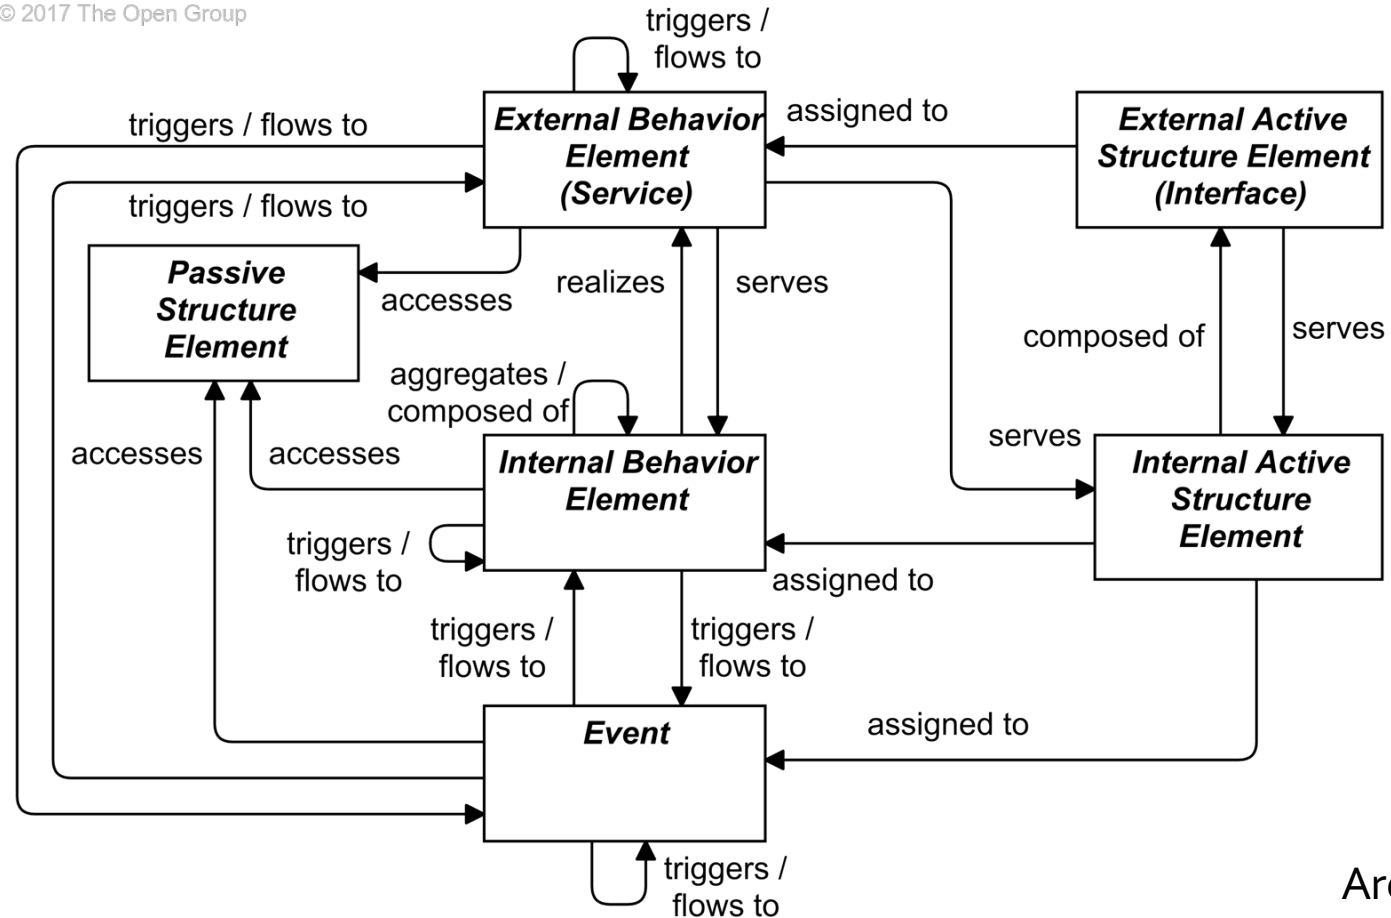 © 2017 The Open Group
triggers /
flows to
triggers / flows to
External Behavior
Element
(Service)
assigned to
External Active
Structure Element
(Interface)
triggers / flows to
Passive
Structure
Element
accesses
realizes
serves
composed of
serves
aggregates /
composed of
accesses
accesses
serves
Internal Behavior
Element
Internal Active
Structure
Element
triggers /
flows to
assigned to
triggers /
flows to
triggers /
flows to
Event
assigned to
triggers /
flows to